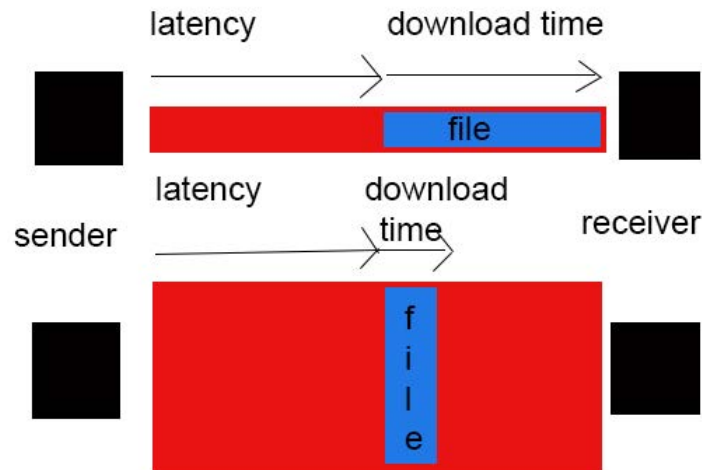 latency download time
file
latency download
time
sender receiver
f
i
l
e